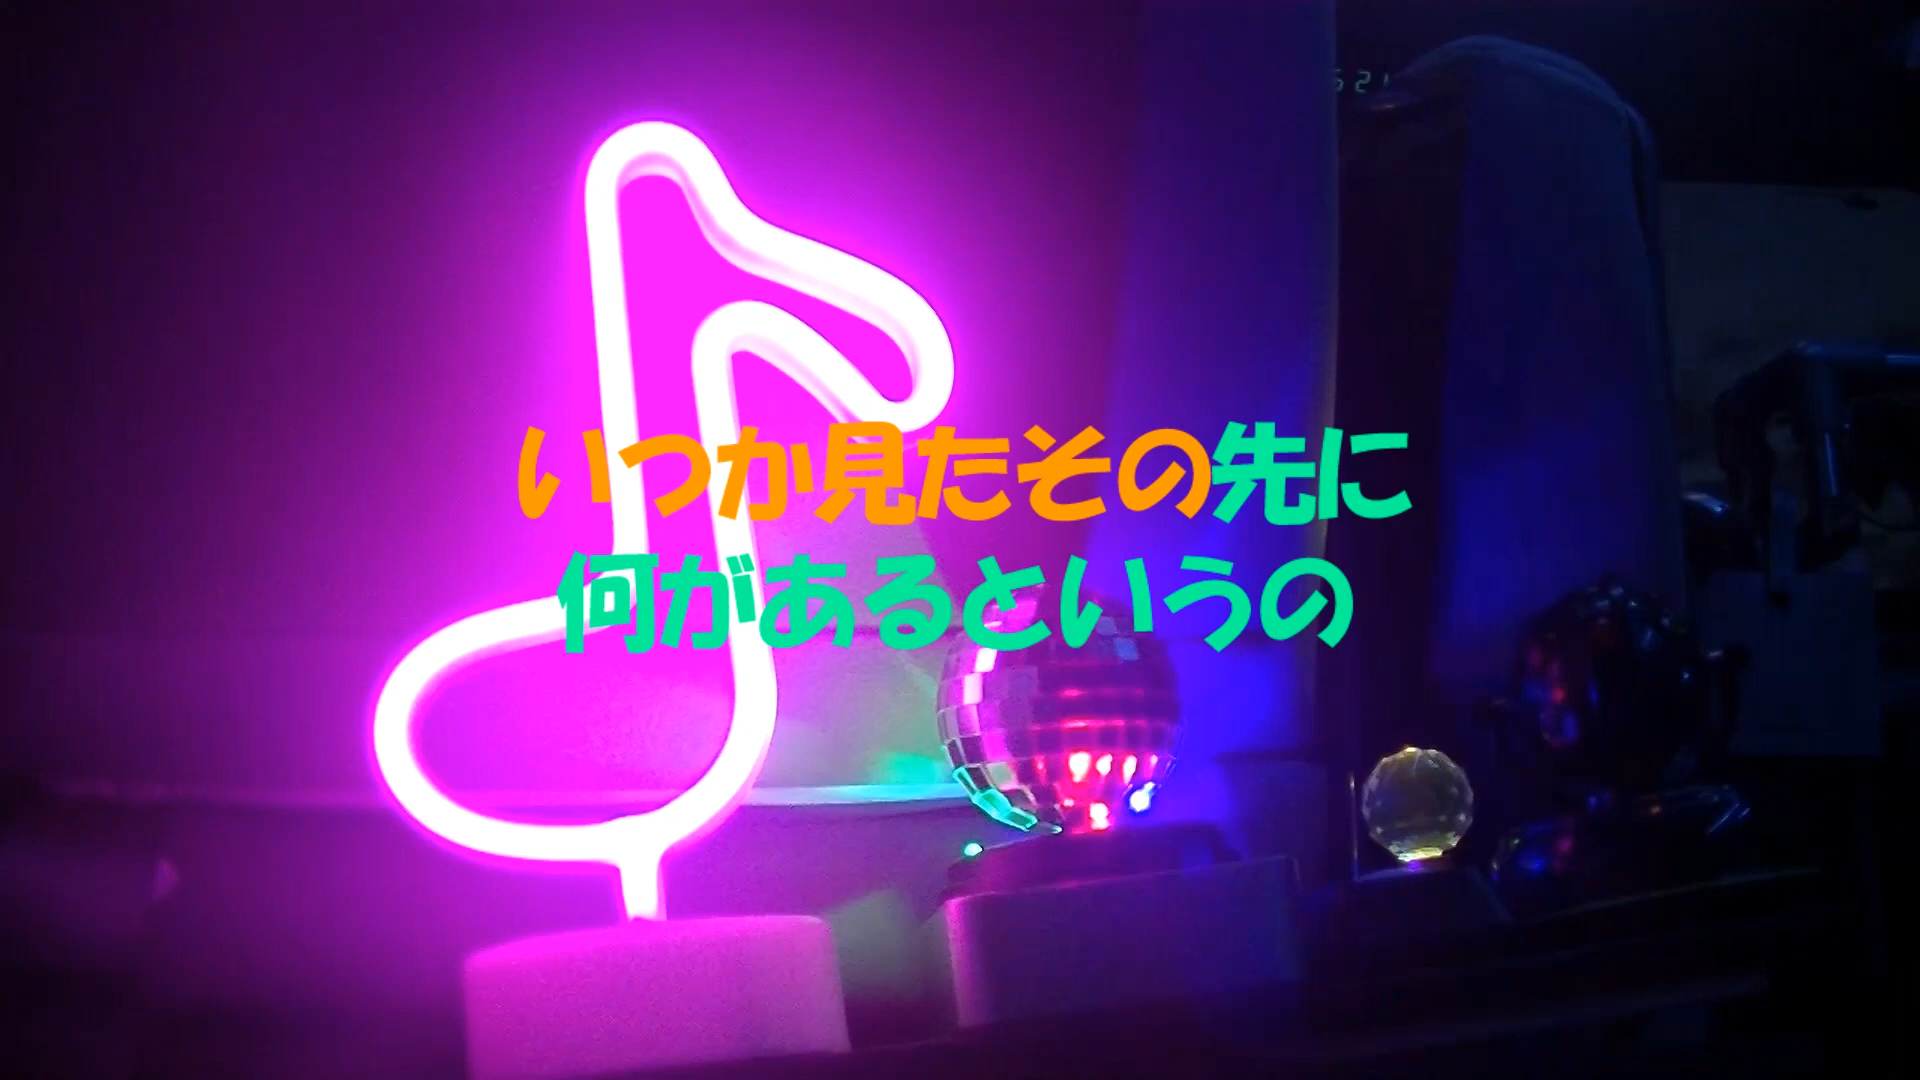 いつか見たその先に
何があるというの